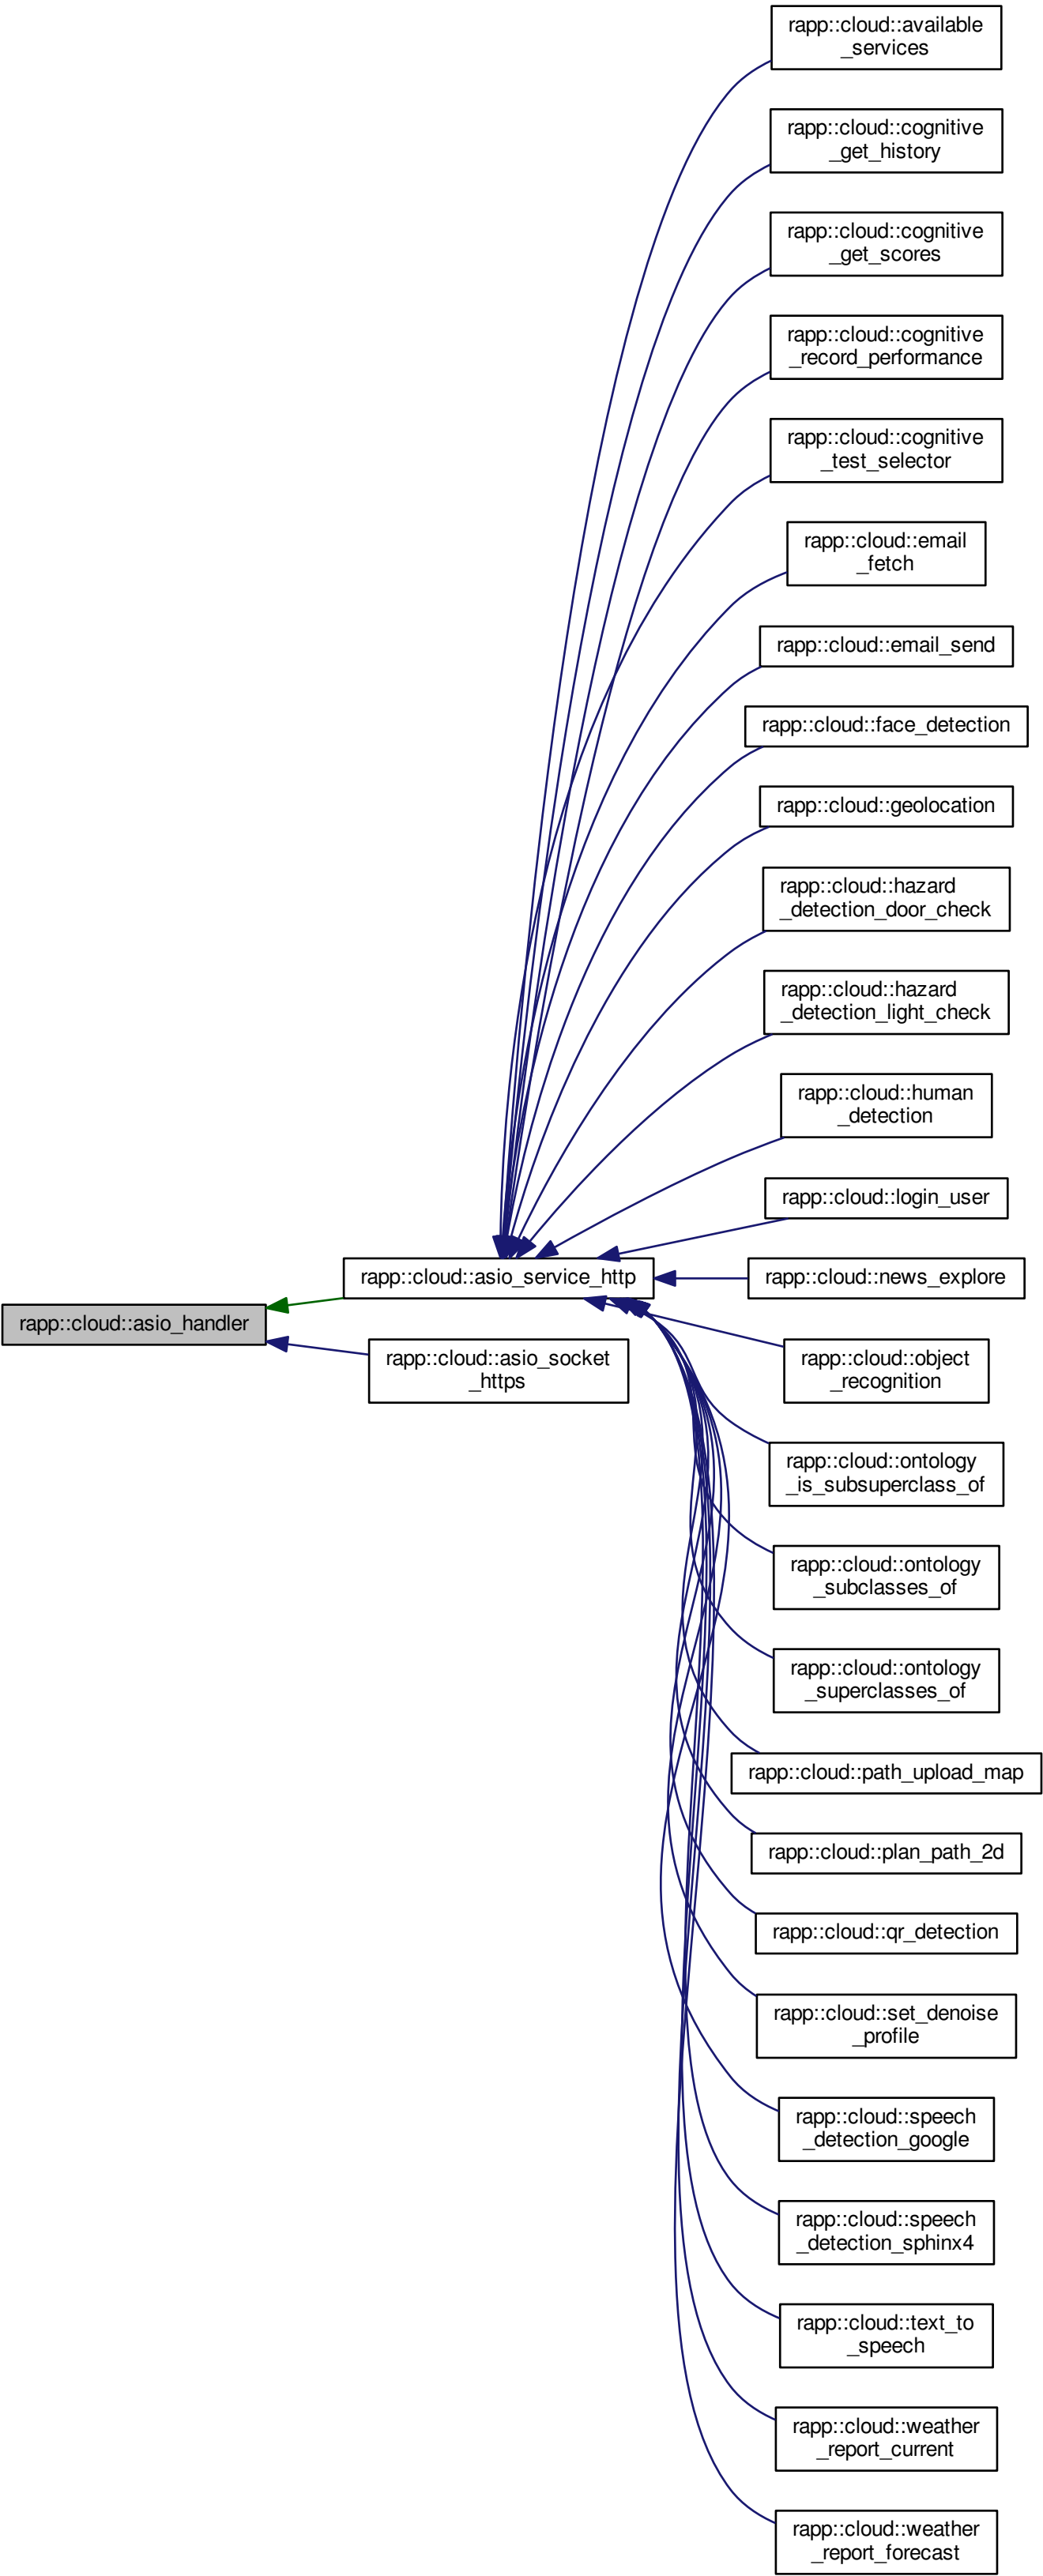 rapp::cloud::available
_services
rapp::cloud::cognitive
_get_history
rapp::cloud::cognitive
_get_scores
rapp::cloud::cognitive
_record_performance
rapp::cloud::cognitive
_test_selector
rapp::cloud::email
_fetch
rapp::cloud::email_send
rapp::cloud::face_detection
rapp::cloud::geolocation
rapp::cloud::hazard
_detection_door_check
rapp::cloud::hazard
_detection_light_check
rapp::cloud::human
_detection
rapp::cloud::login_user
rapp::cloud::asio_service_http
rapp::cloud::news_explore
rapp::cloud::asio_handler
rapp::cloud::asio_socket
_https
rapp::cloud::object
_recognition
rapp::cloud::ontology
_is_subsuperclass_of
rapp::cloud::ontology
_subclasses_of
rapp::cloud::ontology
_superclasses_of
rapp::cloud::path_upload_map
rapp::cloud::plan_path_2d
rapp::cloud::qr_detection
rapp::cloud::set_denoise
_profile
rapp::cloud::speech
_detection_google
rapp::cloud::speech
_detection_sphinx4
rapp::cloud::text_to
_speech
rapp::cloud::weather
_report_current
rapp::cloud::weather
_report_forecast